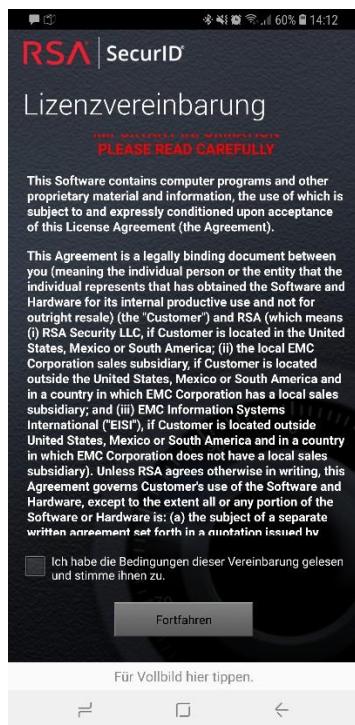 60% 14:12
RSA SecurID®
Lizenzvereinbarung
IMPORTANT INFORMATION
PLEASE READ CAREFULLY
This Software contains computer programs and other
proprietary material and information, the use of which is
subject to and expressly conditioned upon acceptance
of this License Agreement (the Agreement).
This Agreement is a legally binding document between
you (meaning the individual person or the entity that the
individual represents that has obtained the Software and
Hardware for its internal productive use and not for
outright resale) (the "Customer") and RSA (which means
(i) RSA Security LLC, if Customer is located in the United
States, Mexico or South America; (ii) the local EMC
Corporation sales subsidiary, if Customer is located
outside the United States, Mexico or South America and
in a country in which EMC Corporation has a local sales
subsidiary; and (iii) EMC Information Systems
International ("EISI"), if Customer is located outside
United States, Mexico or South America and in a country
in which EMC Corporation does not have a local sales
subsidiary). Unless RSA agrees otherwise in writing, this
Agreement governs Customer's use of the Software and
Hardware, except to the extent all or any portion of the
Software or Hardware is: (a) the subject of a separate
written agreement set forth in a quotation issued by
Ich habe die Bedingungen dieser Vereinbarung gelesen
und stimme ihnen zu.
Fortfahren
Für Vollbild hier tippen.